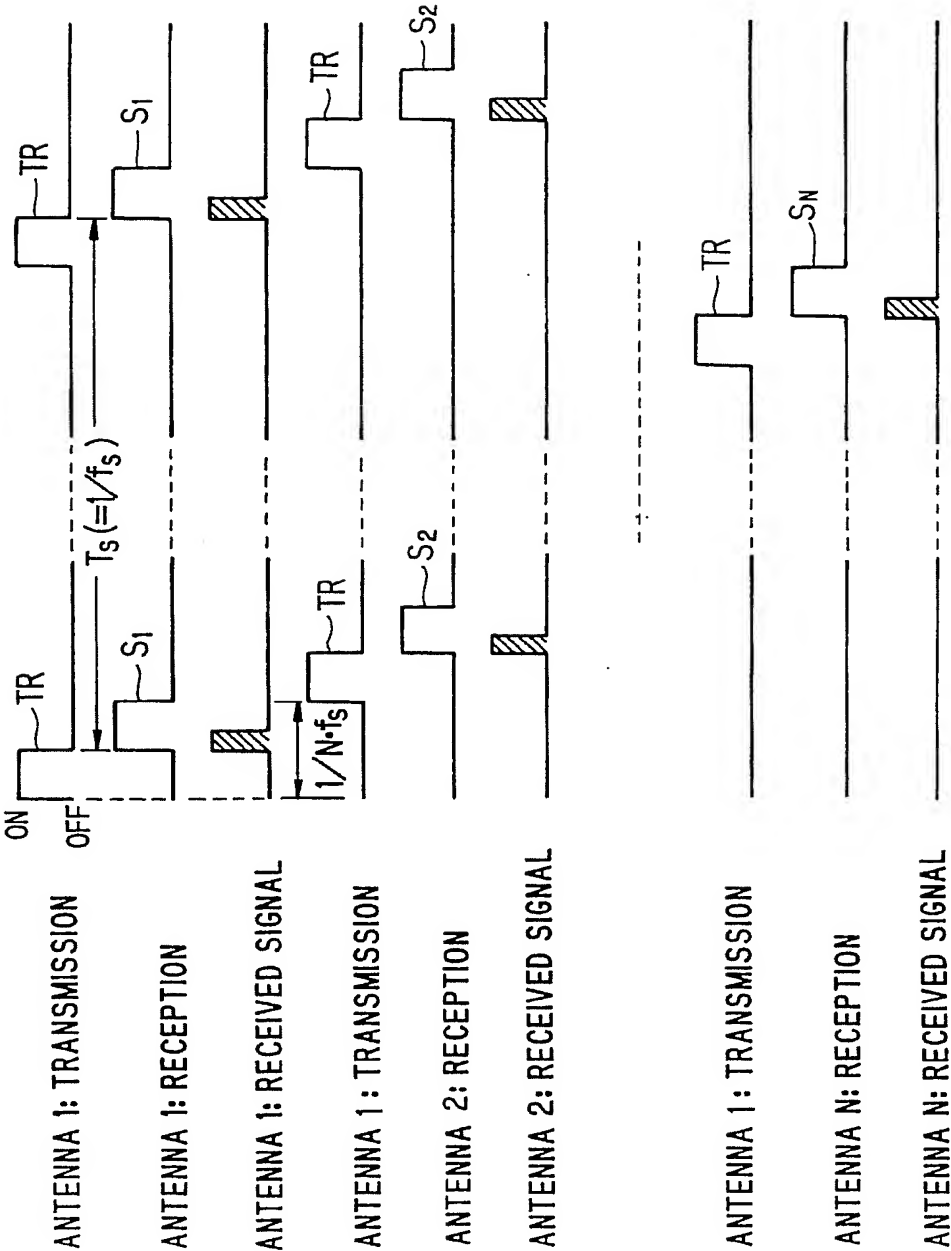 ON
OFF
ANTENNA 1: TRANSMISSION
TR
TR
Ts (=1/fs)
ANTENNA 1: RECEPTION
S1
S1
ANTENNA 1: RECEIVED SIGNAL
1/N•fs
ANTENNA 1: TRANSMISSION
TR
TR
ANTENNA 2: RECEPTION
S2
S2
ANTENNA 2: RECEIVED SIGNAL
ANTENNA 1: TRANSMISSION
TR
ANTENNA N: RECEPTION
SN
ANTENNA N: RECEIVED SIGNAL